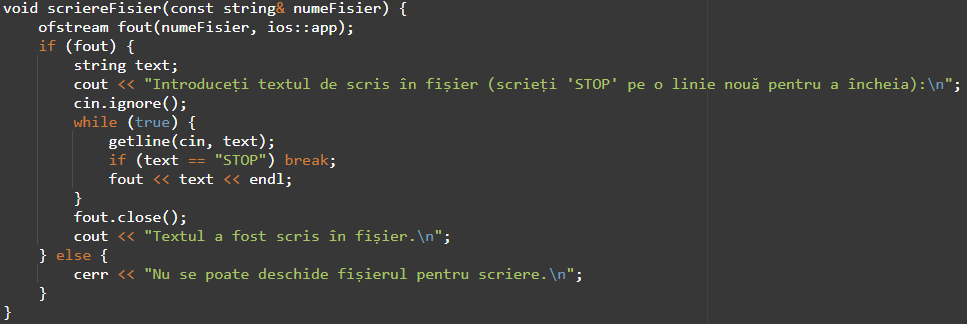 void scriereFisier(const string& numeFisier) {
    ofstream fout(numeFisier, ios::app);
    if (fout) {
        string text;
        cout << "Introduceți textul de scris în fișier (scrieți 'STOP' pe o linie nouă pentru a încheia):\n";
        cin.ignore();
        while (true) {
            getline(cin, text);
            if (text == "STOP") break;
            fout << text << endl;
        }
        fout.close();
        cout << "Textul a fost scris în fișier.\n";
    } else {
        cerr << "Nu se poate deschide fișierul pentru scriere.\n";
    }
}